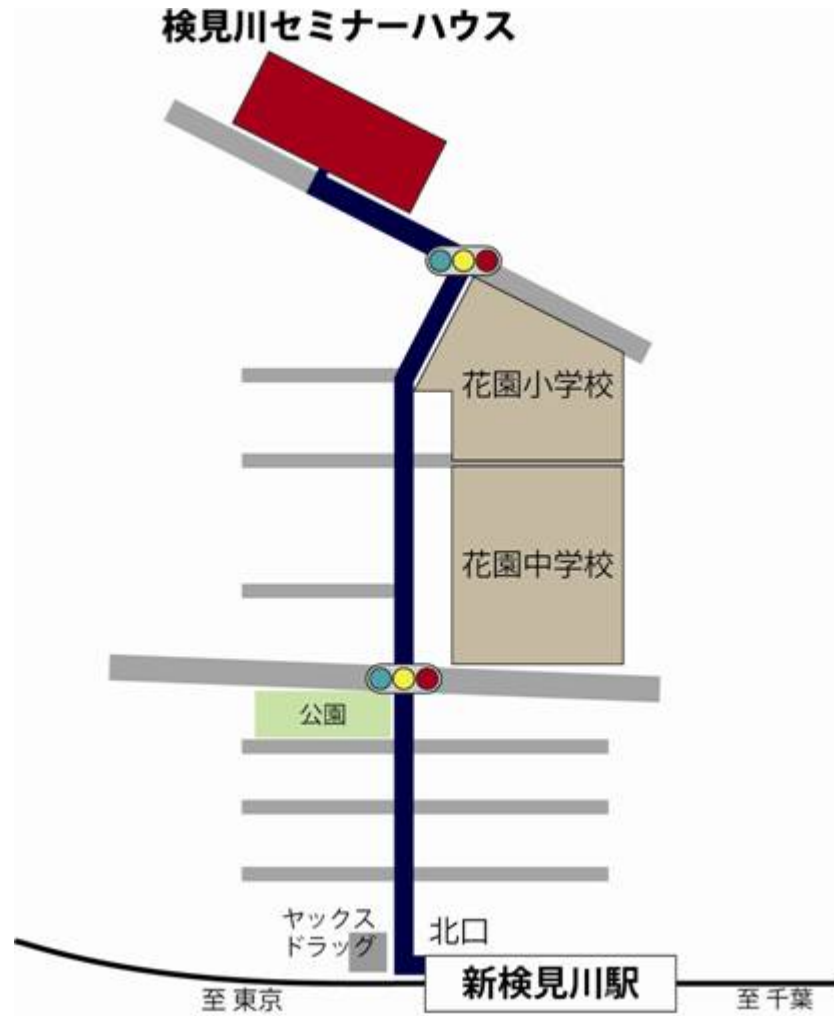 検見川セミナーハウス
花園小学校
花園中学校
公園
ヤックス
ドラッグ
北口
新検見川駅
至 東京
至 千葉